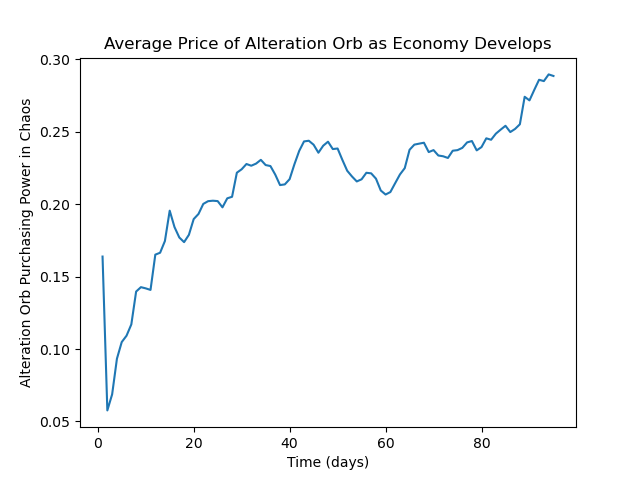 Average Price of Alteration Orb as Economy Develops
Alteration Orb Purchasing Power in Chaos
0.30
0.25
0.20
0.15
0.10
0.05
0 20 40 60 80
Time (days)